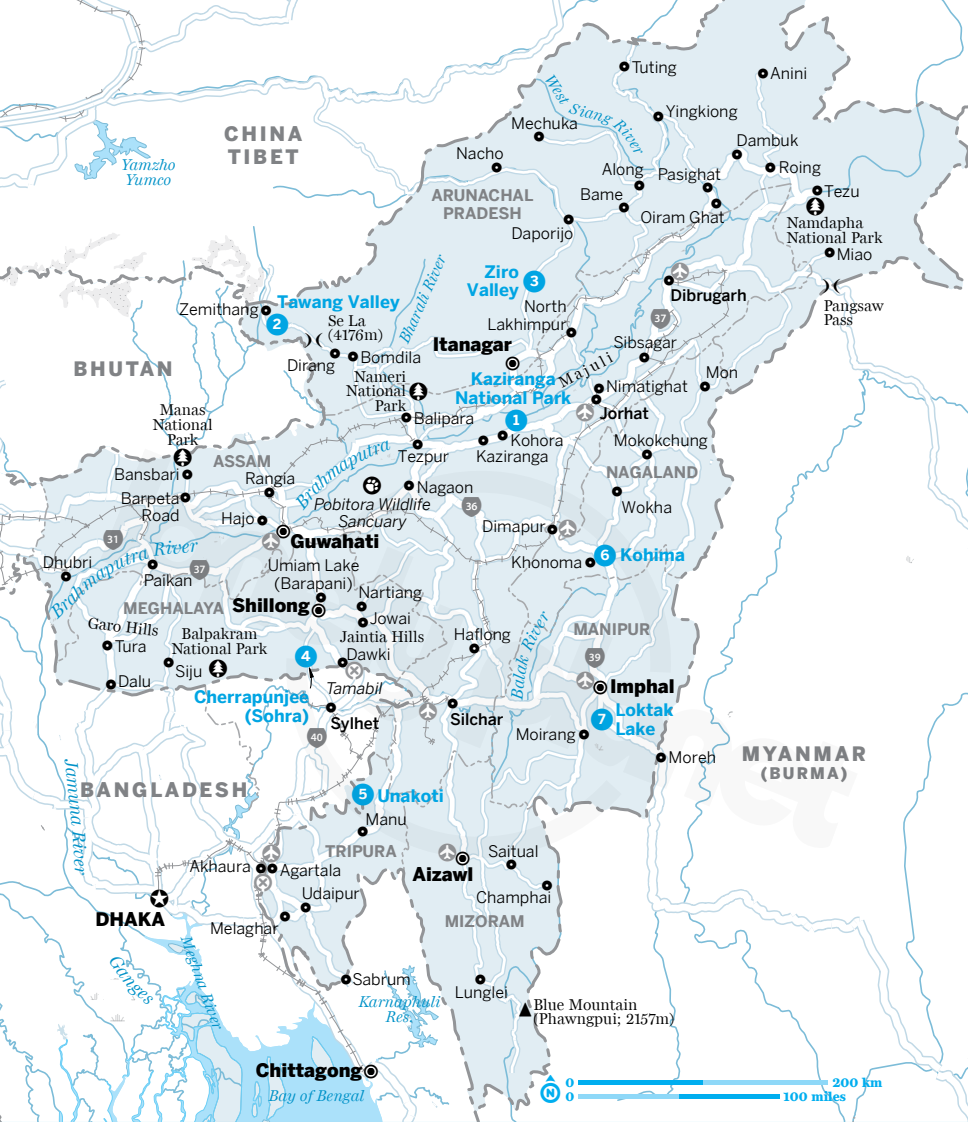 Tuting
Anini
West Siang River
Yingkiong
CHINA
TIBET
Mechuka
Dambuk
Yamzho
Yumco
Nacho
Along
Pasighat
Roing
ARUNACHAL
PRADESH
Bame
Tezu
Oiram Ghat
Namdapha
National Park
Daporijo
Miao
Bharali River
Ziro
Valley
3
Dibrugarh
Pangsaw
Pass
Tawang Valley
Zemithang
2
Se La
(4176m)
North
Lakhimpur
37
Itanagar
Sibsagar
BHUTAN
Dirang
Bomdila
Majuli
Mon
Nameri
National
Park
Kaziranga
National Park
Nimatighat
Manas
National
Park
1
Jorhat
Balipara
Kohora
Mokokchung
ASSAM
Brahmaputra
Tezpur
Kaziranga
NAGALAND
Bansbari
Rangia
Nagaon
Barpeta
Road
Pobitora Wildlife
Sancuary
36
Wokha
Hajo
Dimapur
31
Guwahati
Brahmaputra River
6
Kohima
Dhubri
Umiam Lake
(Barapani)
Khonoma
Paikan
37
Nartiang
MEGHALAYA
Shillong
Jowai
Garo Hills
Balpakram
National Park
Jaintia Hills
Haflong
Balak River
MANIPUR
Tura
4
Dawki
39
Siju
Dalu
Tamabil
Imphal
Cherrapunjee
(Sohra)
Sylhet
Silchar
7
Loktak
Lake
40
Moirang
Moreh
MYANMAR
(BURMA)
Jamuna River
BANGLADESH
5
Unakoti
Manu
TRIPURA
Akhaura
Agartala
Aizawl
Saitual
Udaipur
Champhai
DHAKA
Melaghar
MIZORAM
Meghna River
Ganges
Sabrum
Lunglei
Karnaphuli
Res.
Blue Mountain
(Phawngpui; 2157m)
Chittagong
Bay of Bengal
N
0
200 km
0
100 miles